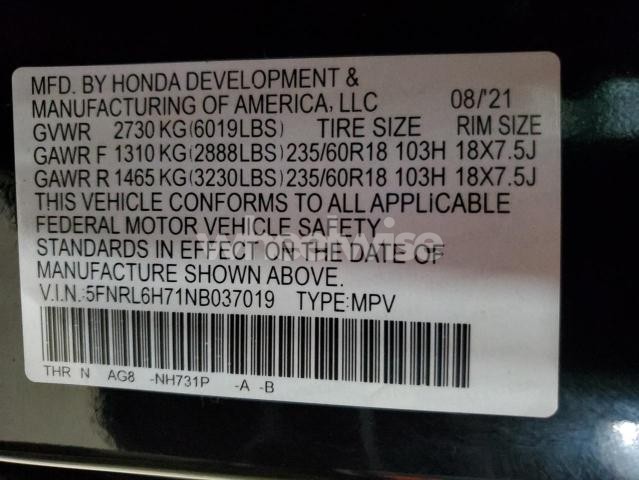 MFD. BY HONDA DEVELOPMENT &
MANUFACTURING OF AMERICA, LLC 08/'21
GVWR 2730 KG(6019LBS) TIRE SIZE RIM SIZE
GAWR F 1310 KG(2888LBS) 235/60R18 103H 18X7.5J
GAWR R 1465 KG(3230LBS) 235/60R18 103H 18X7.5J
THIS VEHICLE CONFORMS TO ALL APPLICABLE
FEDERAL MOTOR VEHICLE SAFETY
STANDARDS IN EFFECT ON THE DATE OF
MANUFACTURE SHOWN ABOVE.
V.I.N.:5FNRL6H71NB037019 TYPE:MPV
THR N AG8 -NH731P -A -B